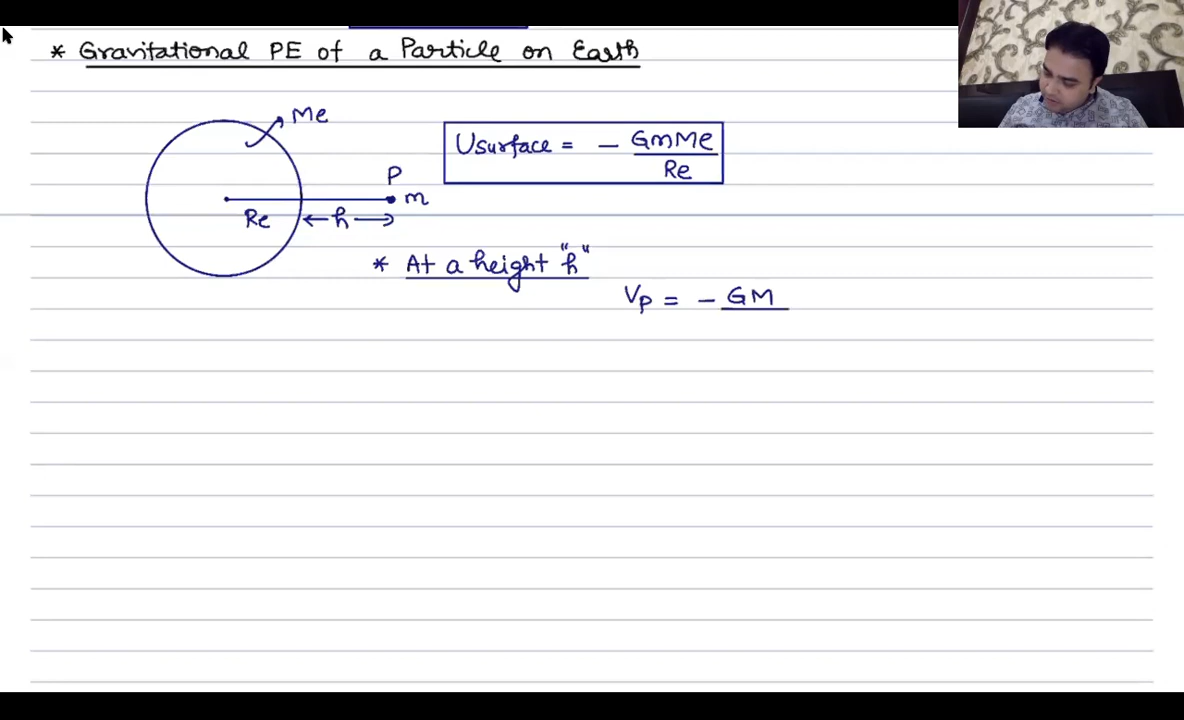 * Gravitational PE of a Particle on Earth
Me
Usurface = - GmMe
Re
P
m
Re
h
* At a height "h"
Vp = - GM